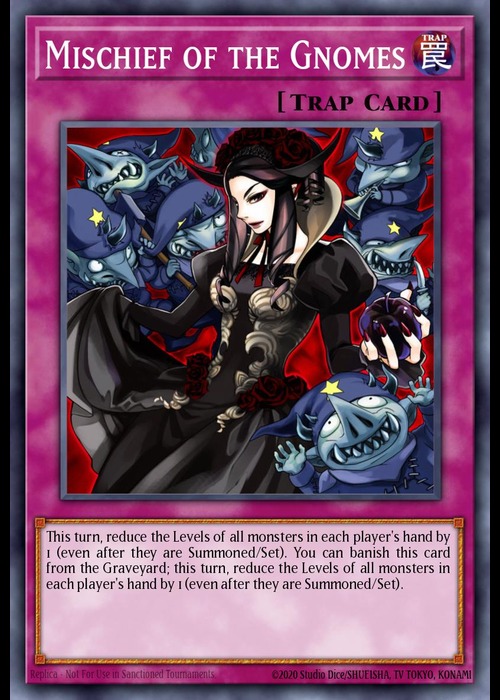 MISCHIEF OF THE GNOMES
TRAP
罠
[TRAP CARD]
This turn, reduce the Levels of all monsters in each player's hand by
1 (even after they are Summoned/Set). You can banish this card
from the Graveyard; this turn, reduce the Levels of all monsters in
each player's hand by 1 (even after they are Summoned/Set).
Replica - Not For Use in Sanctioned Tournaments
©2020 Studio Dice/SHUEISHA, TV TOKYO, KONAMI